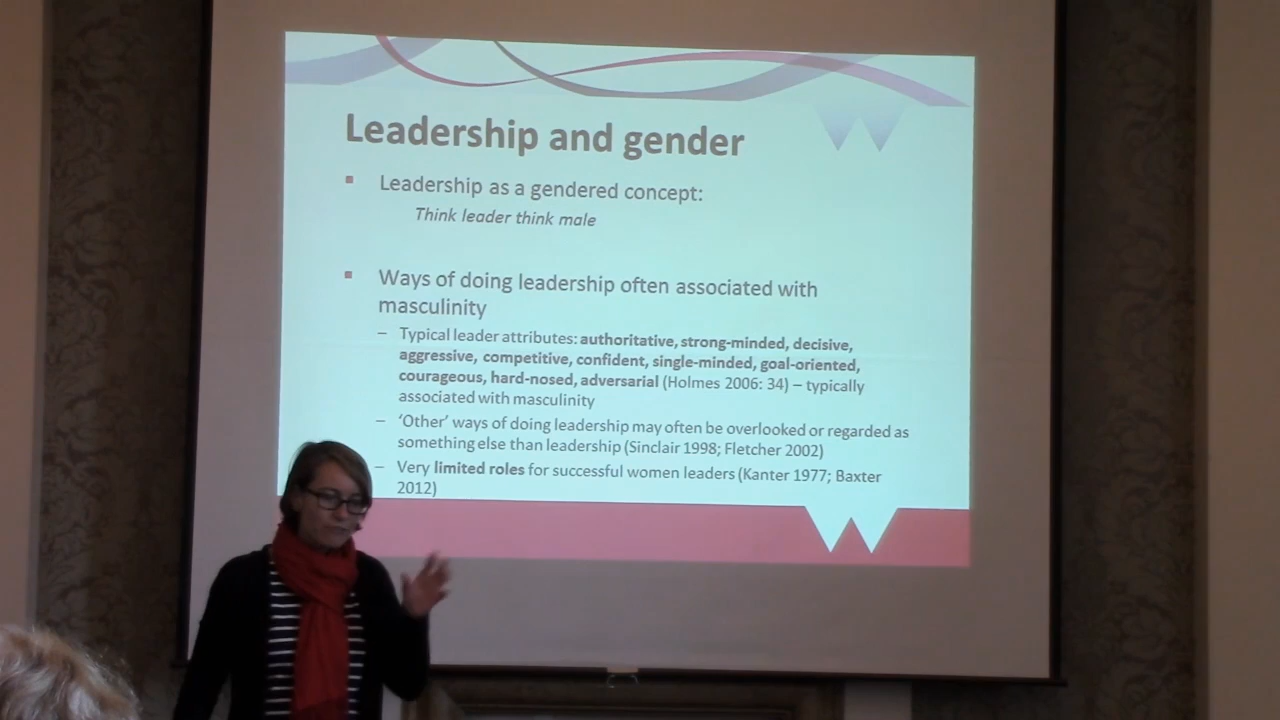 Leadership and gender
Leadership as a gendered concept:
Think leader think male
Ways of doing leadership often associated with
masculinity
– Typical leader attributes: authoritative, strong-minded, decisive,
aggressive, competitive, confident, single-minded, goal-oriented,
courageous, hard-nosed, adversarial (Holmes 2006: 34) – typically
associated with masculinity
– ‘Other’ ways of doing leadership may often be overlooked or regarded as
something else than leadership (Sinclair 1998; Fletcher 2002)
– Very limited roles for successful women leaders (Kanter 1977; Baxter
2012)